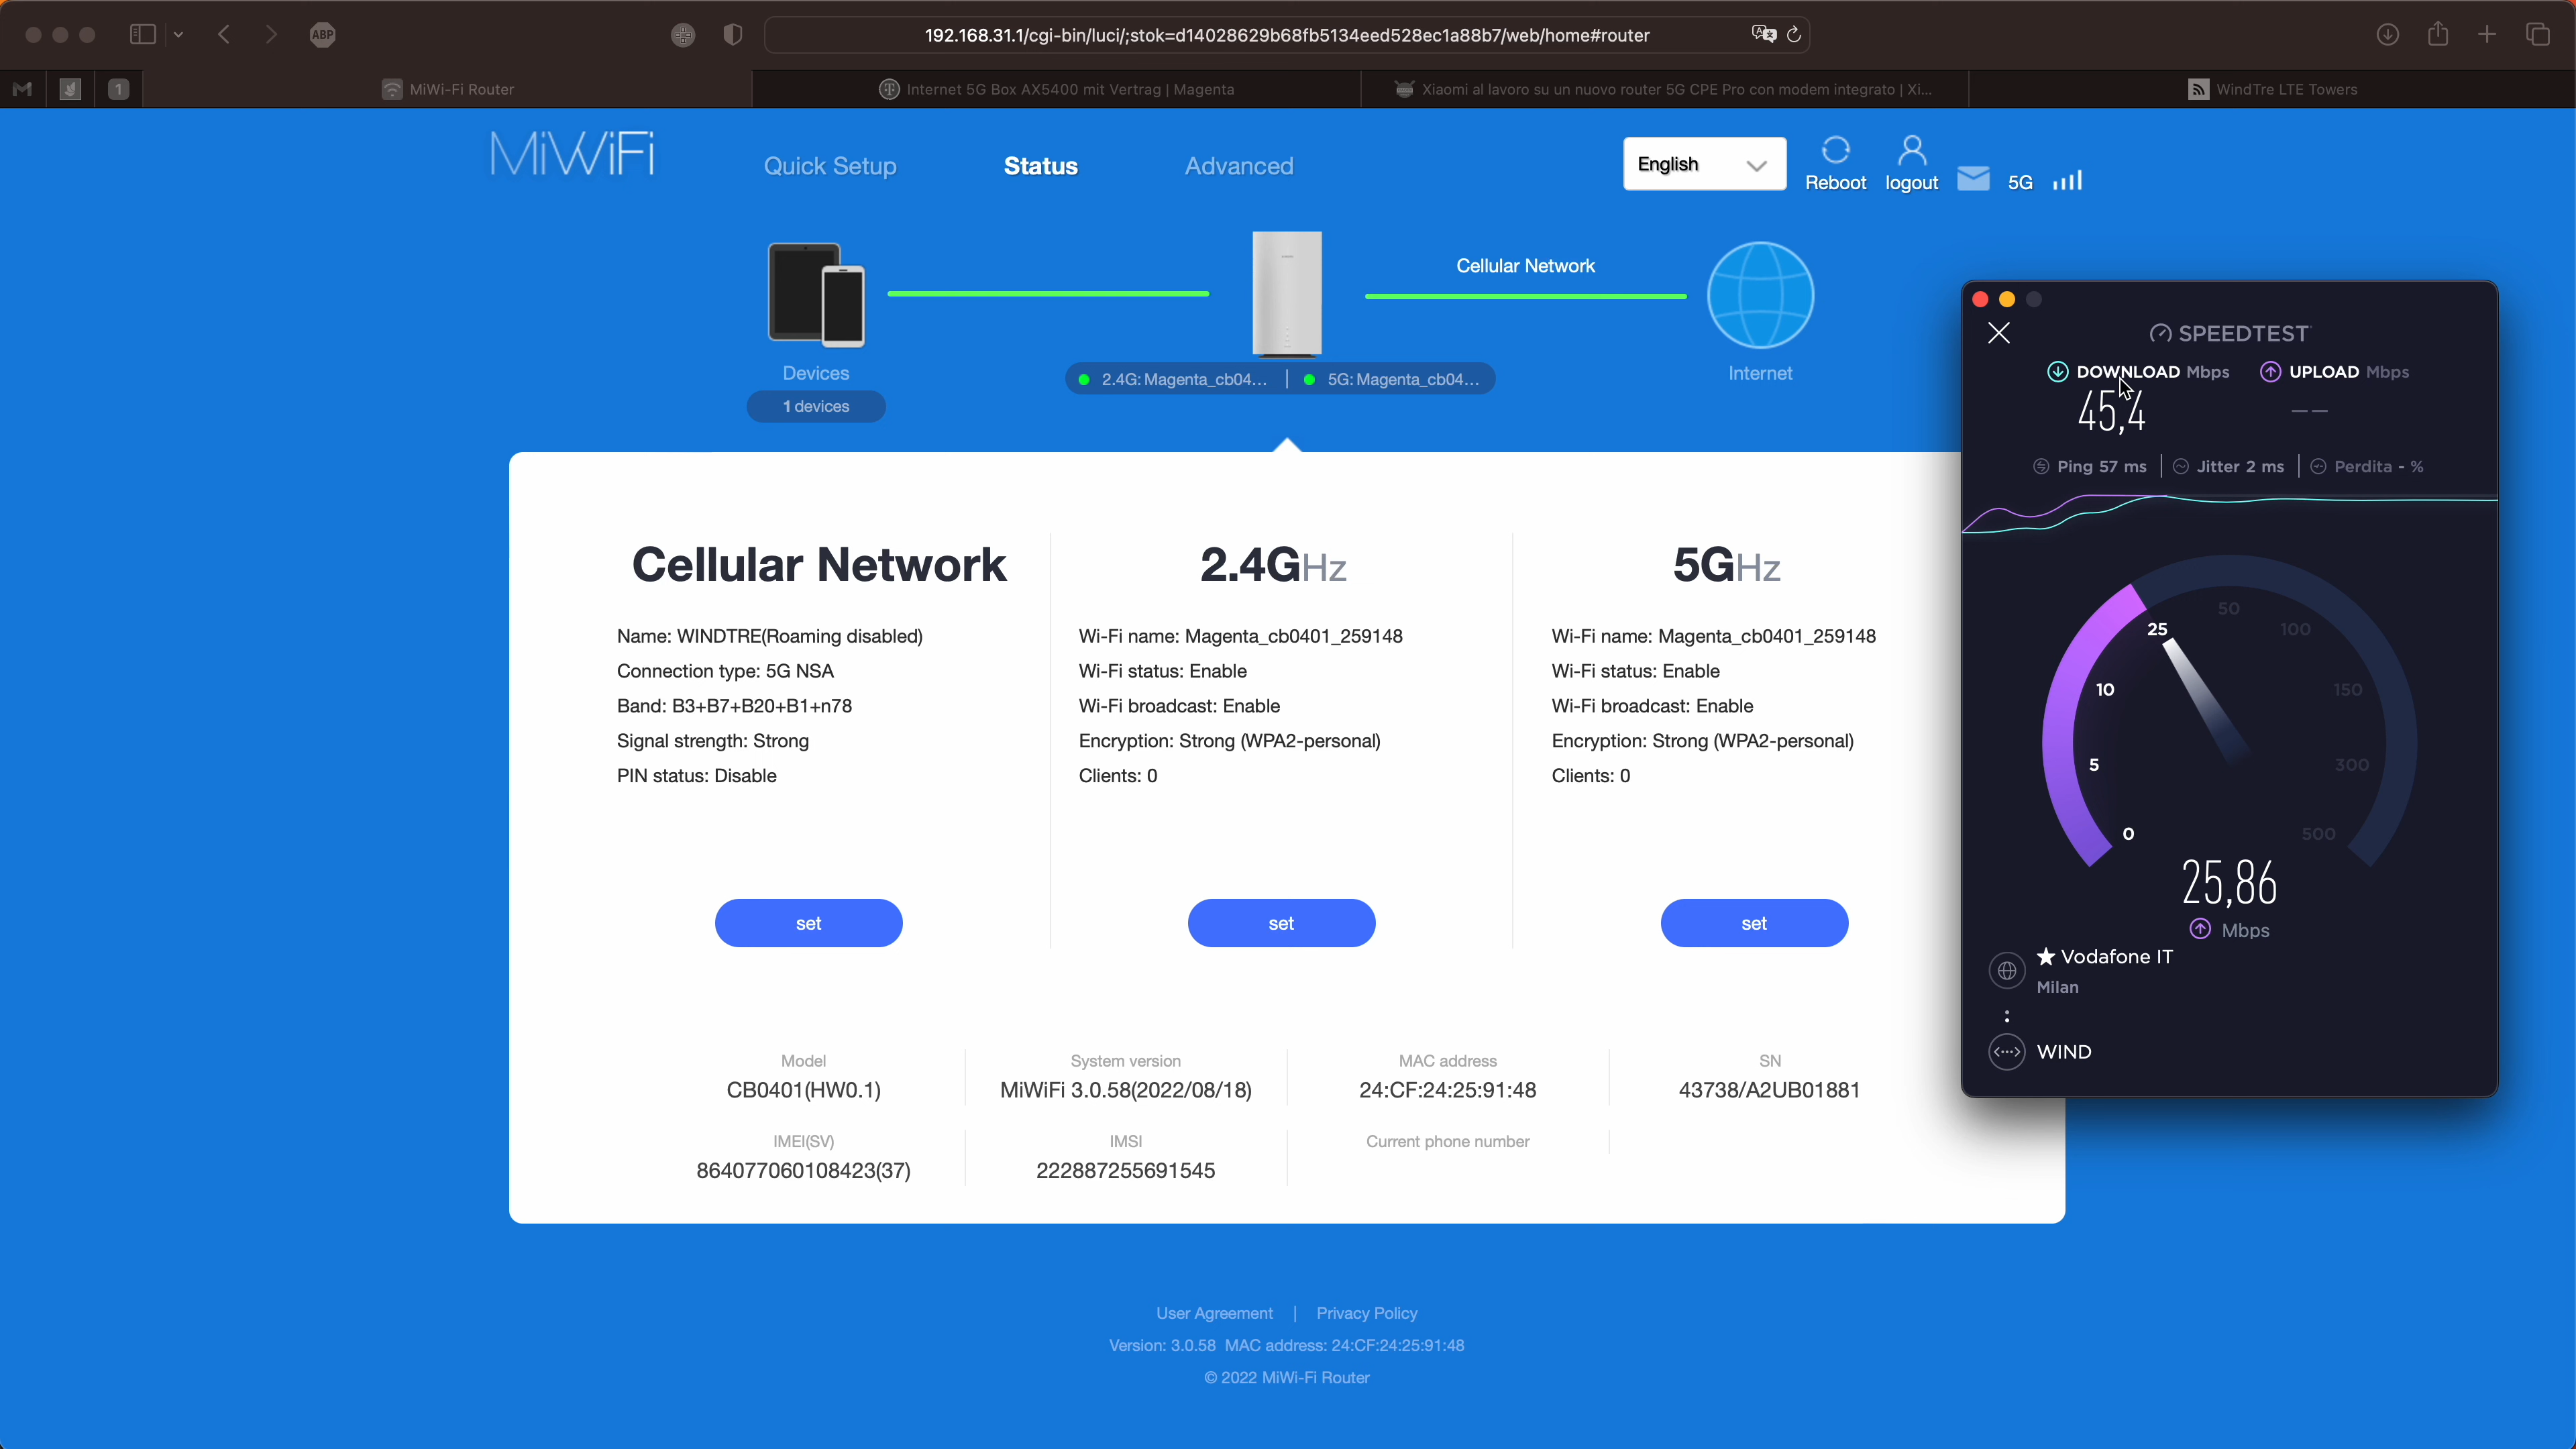 ABP
192.168.31.1/cgi-bin/luci/;stok=d14028629b68fb5134eed528ec1a88b7/web/home#router
1
MiWi-Fi Router
Internet 5G Box AX5400 mit Vertrag | Magenta
Xiaomi al lavoro su un nuovo router 5G CPE Pro con modem integrato | Xi...
WindTre LTE Towers
MiWiFi
Quick Setup
Status
Advanced
English
Reboot
logout
5G
Cellular Network
Devices
1 devices
2.4G: Magenta_cb04...
5G: Magenta_cb04...
Internet
Cellular Network
Name: WINDTRE(Roaming disabled)
Connection type: 5G NSA
Band: B3+B7+B20+B1+n78
Signal strength: Strong
PIN status: Disable
set
2.4GHz
Wi-Fi name: Magenta_cb0401_259148
Wi-Fi status: Enable
Wi-Fi broadcast: Enable
Encryption: Strong (WPA2-personal)
Clients: 0
set
5GHz
Wi-Fi name: Magenta_cb0401_259148
Wi-Fi status: Enable
Wi-Fi broadcast: Enable
Encryption: Strong (WPA2-personal)
Clients: 0
set
Model
CB0401(HW0.1)
System version
MiWiFi 3.0.58(2022/08/18)
MAC address
24:CF:24:25:91:48
SN
43738/A2UB01881
IMEI(SV)
864077060108423(37)
IMSI
222887255691545
Current phone number
User Agreement | Privacy Policy
Version: 3.0.58 MAC address: 24:CF:24:25:91:48
© 2022 MiWi-Fi Router
SPEEDTEST
DOWNLOAD Mbps
45,4
UPLOAD Mbps
— —
Ping 57 ms
Jitter 2 ms
Perdita - %
0
5
10
25
50
100
150
300
500
25,86
Mbps
★ Vodafone IT
Milan
WIND